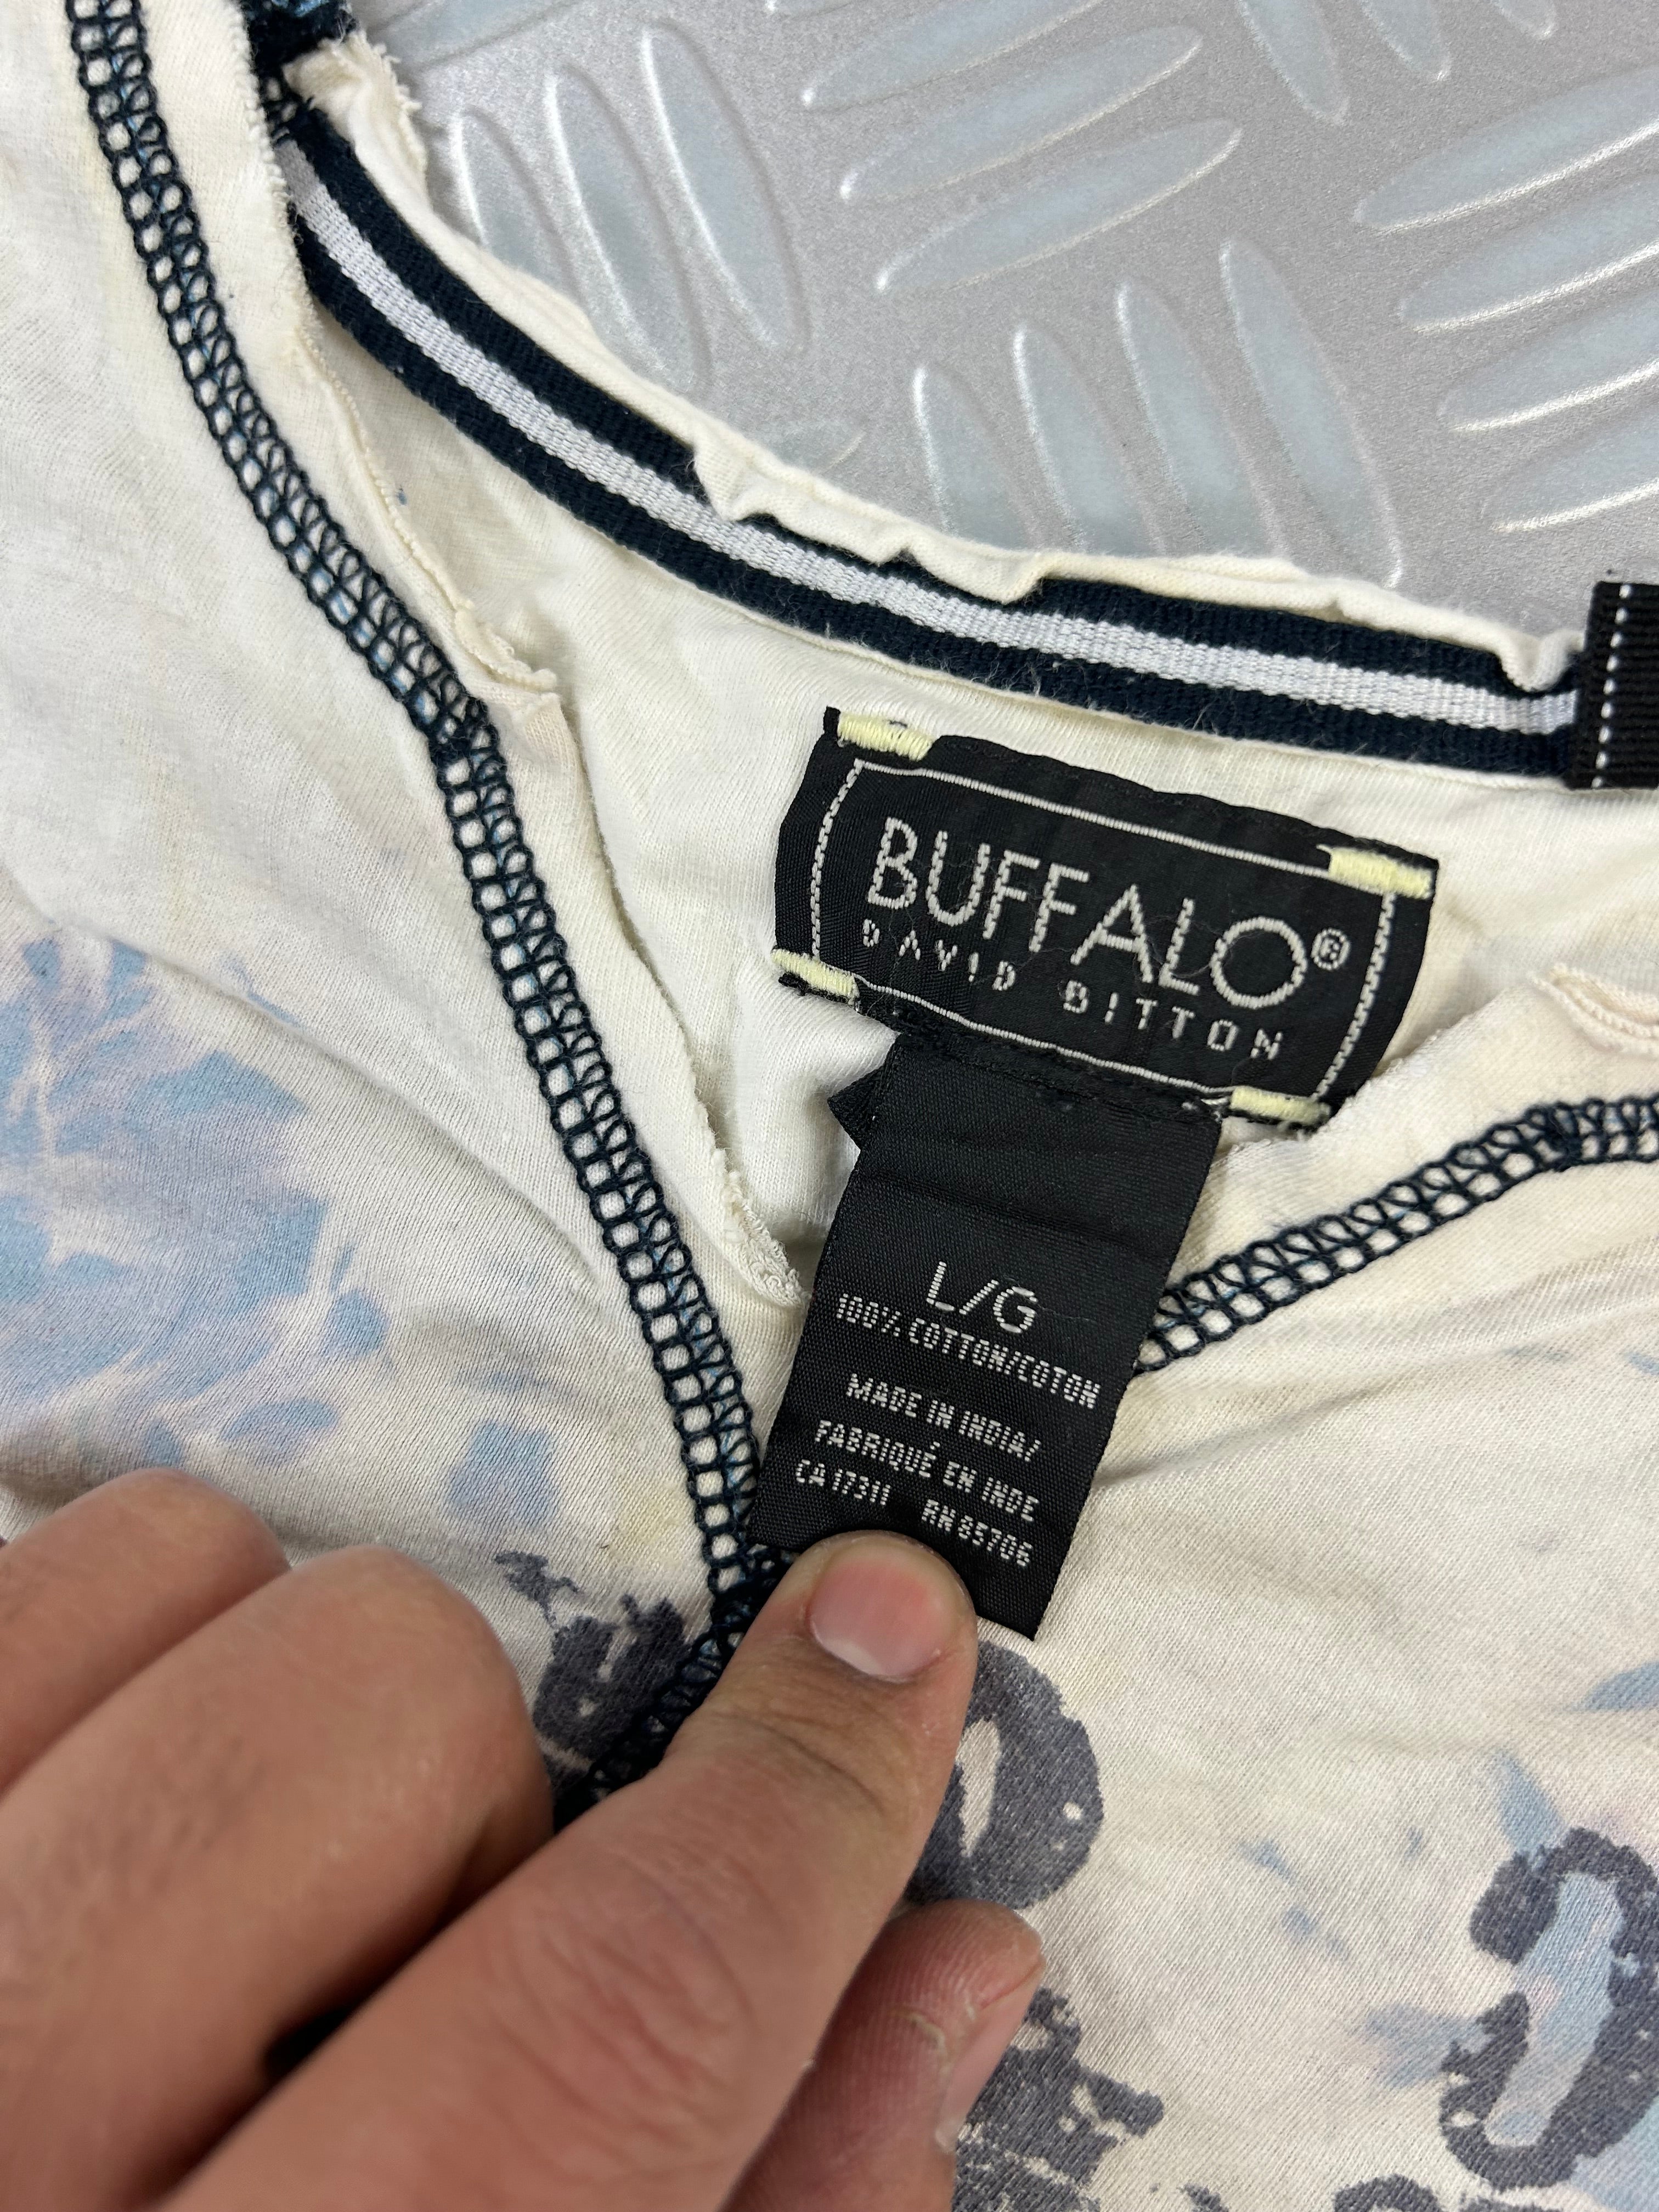 BUFFALO®
DAVID BITTON
L/G
100% COTTON/COTON
MADE IN INDIA/
FABRIQUÉ EN INDE
CA 17311 RN 85706